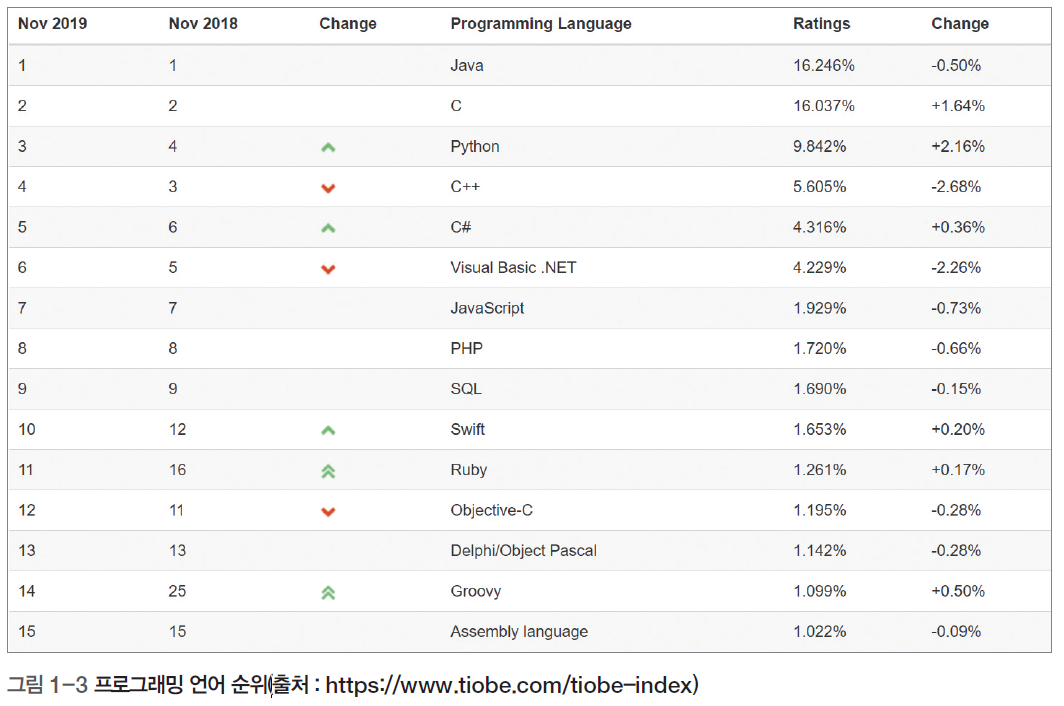 Nov 2019 Nov 2018 Change Programming Language Ratings Change
1 1 Java 16.246% -0.50%
2 2 C 16.037% +1.64%
3 4 Python 9.842% +2.16%
4 3 C++ 5.605% -2.68%
5 6 C# 4.316% +0.36%
6 5 Visual Basic .NET 4.229% -2.26%
7 7 JavaScript 1.929% -0.73%
8 8 PHP 1.720% -0.66%
9 9 SQL 1.690% -0.15%
10 12 Swift 1.653% +0.20%
11 16 Ruby 1.261% +0.17%
12 11 Objective-C 1.195% -0.28%
13 13 Delphi/Object Pascal 1.142% -0.28%
14 25 Groovy 1.099% +0.50%
15 15 Assembly language 1.022% -0.09%
그림 1-3 프로그래밍 언어 순위(출처 : https://www.tiobe.com/tiobe-index)